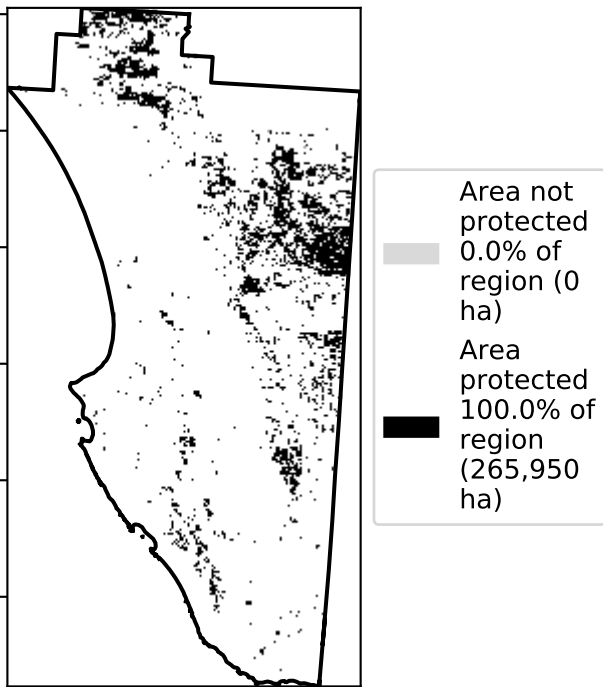 Area not
protected
0.0% of
region (0
ha)
Area
protected
100.0% of
region
(265,950
ha)